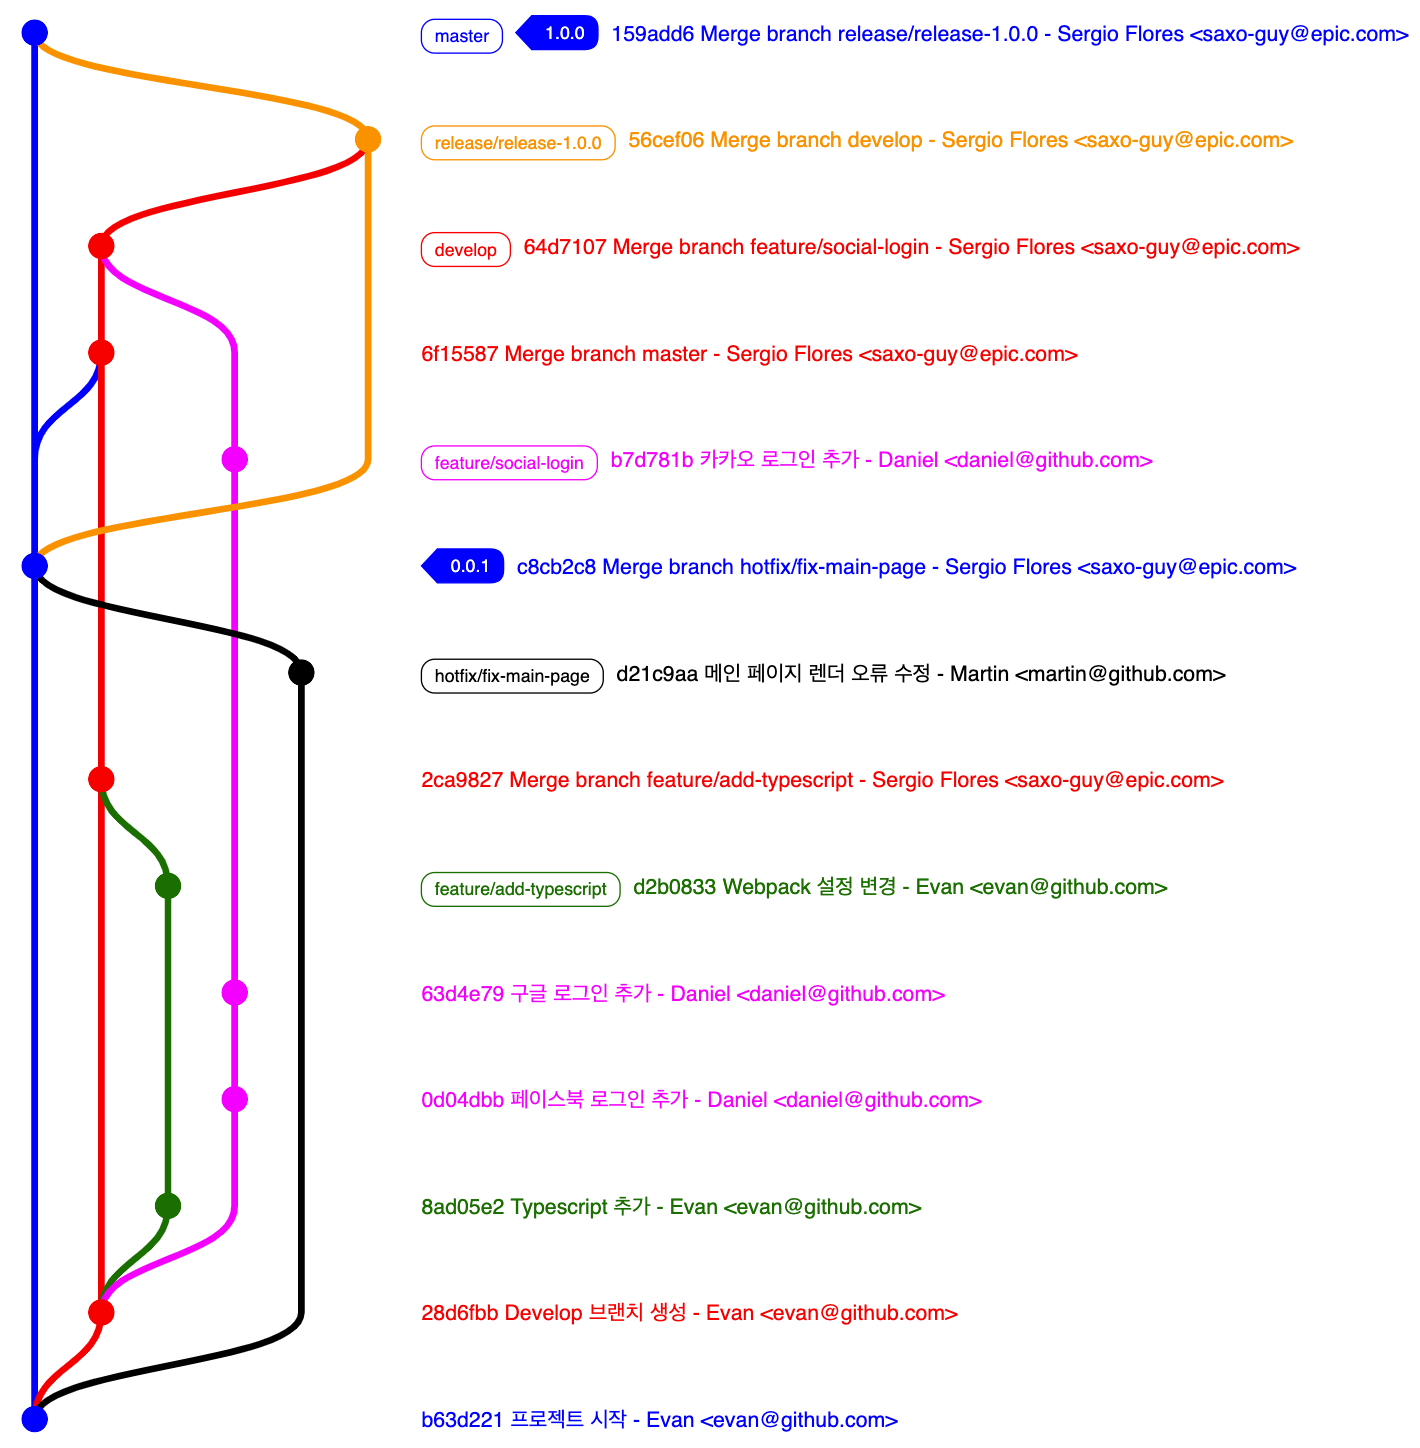 master 1.0.0 159add6 Merge branch release/release-1.0.0 - Sergio Flores <saxo-guy@epic.com>
release/release-1.0.0 56cef06 Merge branch develop - Sergio Flores <saxo-guy@epic.com>
develop 64d7107 Merge branch feature/social-login - Sergio Flores <saxo-guy@epic.com>
6f15587 Merge branch master - Sergio Flores <saxo-guy@epic.com>
feature/social-login b7d781b 카카오 로그인 추가 - Daniel <daniel@github.com>
0.0.1 c8cb2c8 Merge branch hotfix/fix-main-page - Sergio Flores <saxo-guy@epic.com>
hotfix/fix-main-page d21c9aa 메인 페이지 렌더 오류 수정 - Martin <martin@github.com>
2ca9827 Merge branch feature/add-typescript - Sergio Flores <saxo-guy@epic.com>
feature/add-typescript d2b0833 Webpack 설정 변경 - Evan <evan@github.com>
63d4e79 구글 로그인 추가 - Daniel <daniel@github.com>
0d04dbb 페이스북 로그인 추가 - Daniel <daniel@github.com>
8ad05e2 Typescript 추가 - Evan <evan@github.com>
28d6fbb Develop 브랜치 생성 - Evan <evan@github.com>
b63d221 프로젝트 시작 - Evan <evan@github.com>